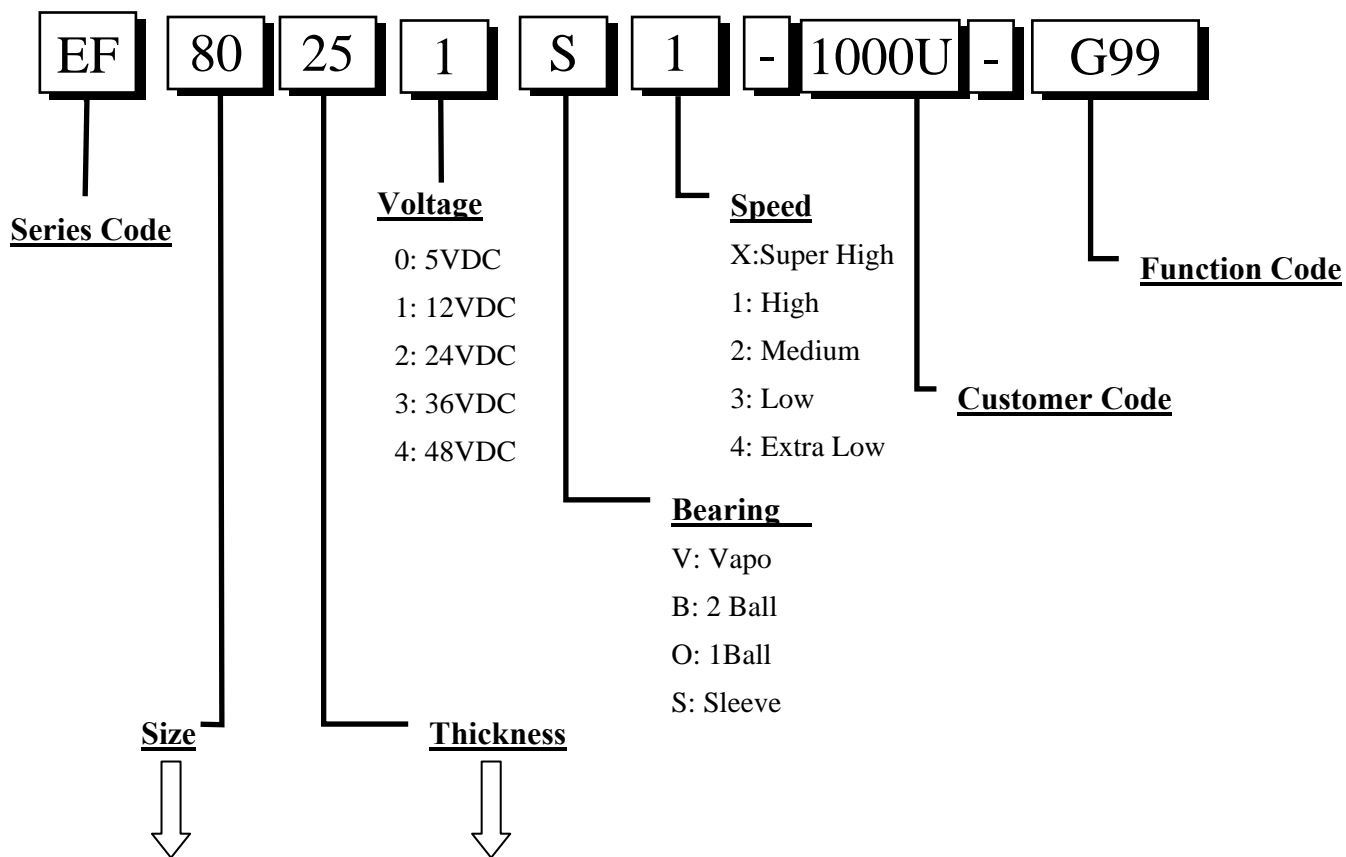 EF 80 25 1 S 1 - 1000U - G99
Series Code
Voltage
0: 5VDC
1: 12VDC
2: 24VDC
3: 36VDC
4: 48VDC
Speed
X:Super High
1: High
2: Medium
3: Low
4: Extra Low
Function Code
Customer Code
Bearing
V: Vapo
B: 2 Ball
O: 1Ball
S: Sleeve
Size
Thickness